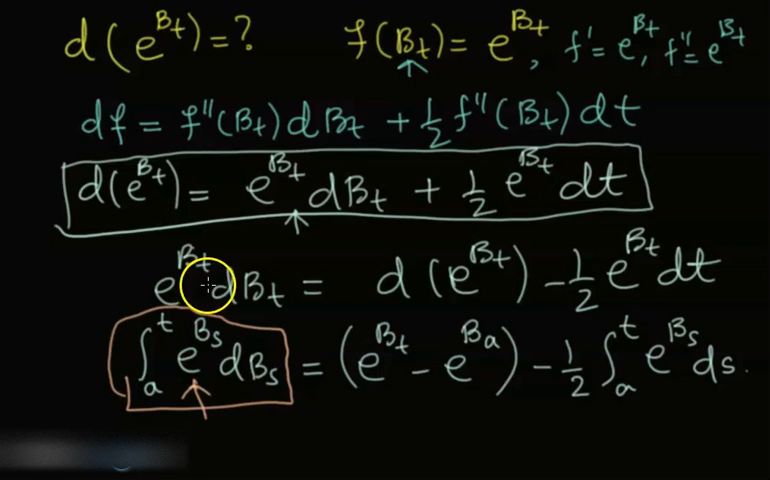 d(e^{B_t}) = ? f(B_t) = e^{B_t}, f' = e^{B_t}, f'' = e^{B_t}
df = f''(B_t) dB_t + 1/2 f''(B_t) dt
d(e^{B_t}) = e^{B_t} dB_t + 1/2 e^{B_t} dt
e^{B_t} dB_t = d(e^{B_t}) - 1/2 e^{B_t} dt
∫_a^t e^{B_s} dB_s = (e^{B_t} - e^{B_a}) - 1/2 ∫_a^t e^{B_s} ds.